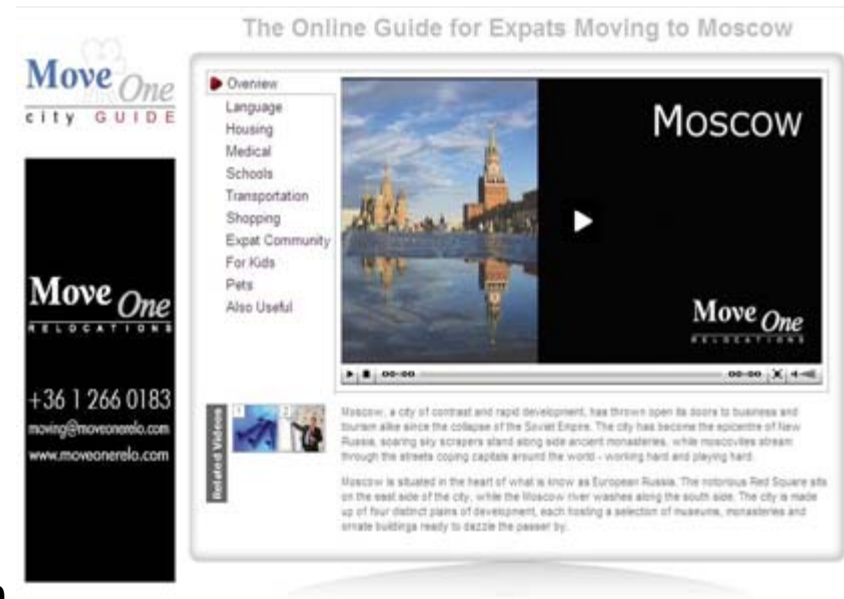 The Online Guide for Expats Moving to Moscow
Move One
city GUIDE
Overview
Language
Housing
Medical
Schools
Transportation
Shopping
Expat Community
For Kids
Pets
Also Useful
Moscow
Move One
RELOCATIONS
00:00
00:00
Move One
RELOCATIONS
+36 1 266 0183
moving@moveonerelo.com
www.moveonerelo.com
Related Videos
1
2
Moscow, a city of contrast and rapid development, has thrown open its doors to business and
tourism alike since the collapse of the Soviet Empire. The city has become the epicentre of New
Russia, soaring sky scrapers stand along side ancient monasteries, while moscovites stream
through the streets coping capitals around the world - working hard and playing hard.
Moscow is situated in the heart of what is know as European Russia. The notorious Red Square sits
on the east side of the city, while the Moscow river washes along the south side. The city is made
up of four distinct plains of development, each hosting a selection of museums, monasteries and
ornate buildings ready to dazzle the passer by.